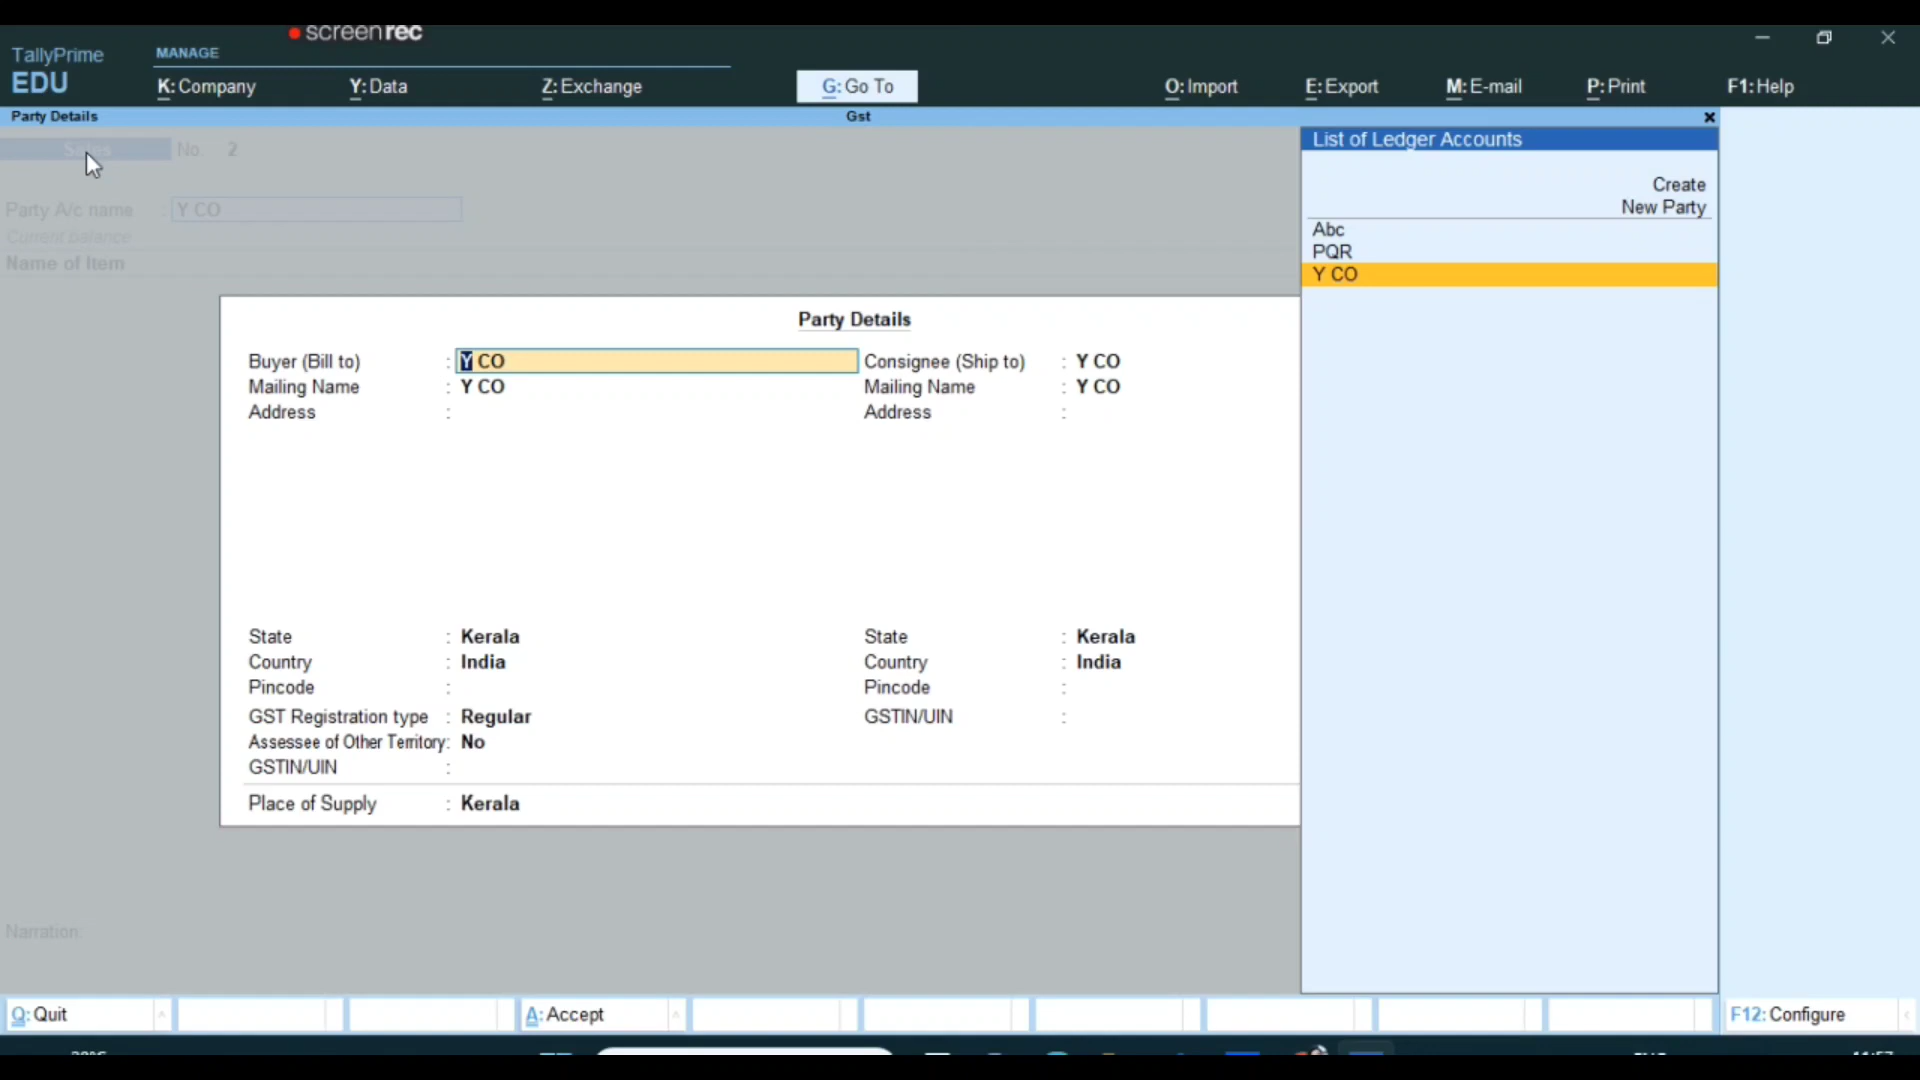 screenrec
TallyPrime
EDU
MANAGE
K: Company
Y: Data
Z: Exchange
G: Go To
O: Import
E: Export
M: E-mail
P: Print
F1: Help
Party Details
Gst
Sales
No. 2
Party A/c name : Y CO
Current balance
Name of Item
Party Details
Buyer (Bill to) : Y CO
Consignee (Ship to) : Y CO
Mailing Name : Y CO
Mailing Name : Y CO
Address :
Address :
State : Kerala
State : Kerala
Country : India
Country : India
Pincode :
Pincode :
GST Registration type : Regular
GSTIN/UIN :
Assessee of Other Territory: No
GSTIN/UIN :
Place of Supply : Kerala
List of Ledger Accounts
Create
New Party
Abc
PQR
Y CO
Narration:
Q: Quit
A: Accept
F12: Configure